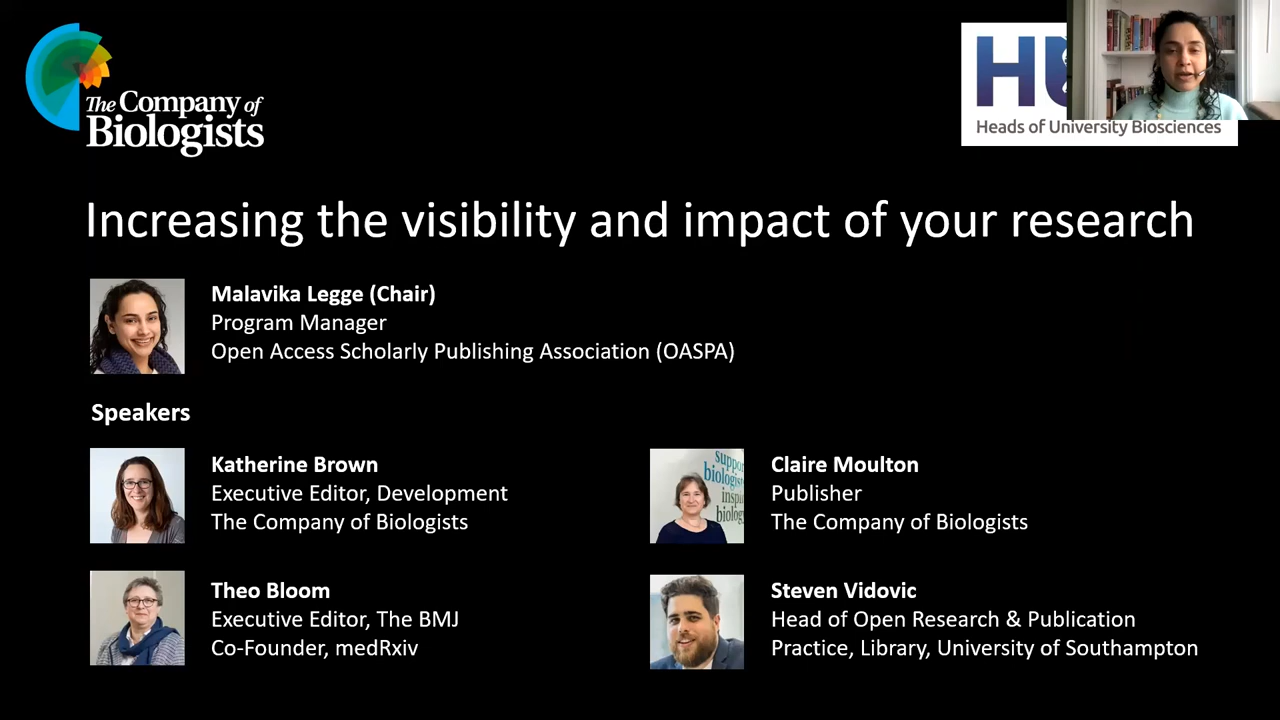 The Company of
Biologists
HU
Heads of University Biosciences
Increasing the visibility and impact of your research
Malavika Legge (Chair)
Program Manager
Open Access Scholarly Publishing Association (OASPA)
Speakers
Katherine Brown
Executive Editor, Development
The Company of Biologists
Claire Moulton
Publisher
The Company of Biologists
Theo Bloom
Executive Editor, The BMJ
Co-Founder, medRxiv
Steven Vidovic
Head of Open Research & Publication
Practice, Library, University of Southampton